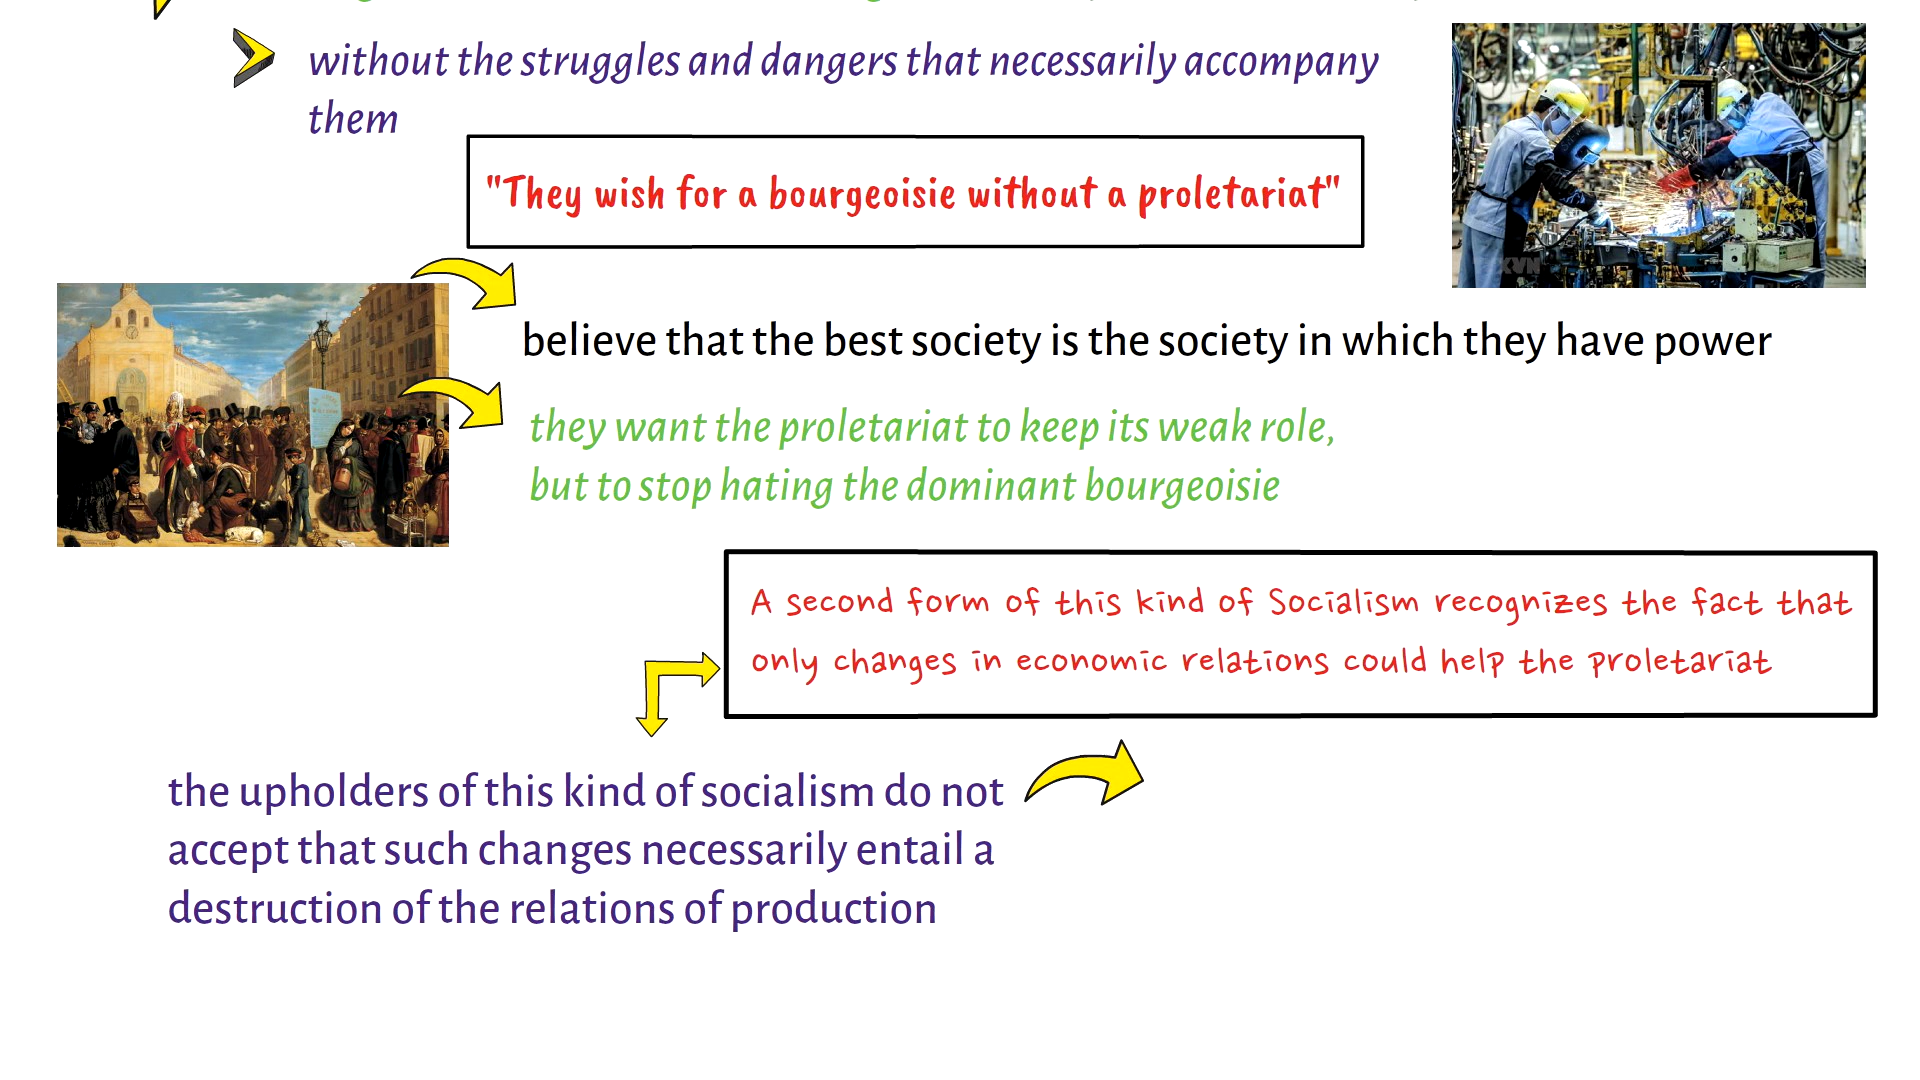 without the struggles and dangers that necessarily accompany
them
"They wish for a bourgeoisie without a proletariat"
believe that the best society is the society in which they have power
they want the proletariat to keep its weak role,
but to stop hating the dominant bourgeoisie
A second form of this kind of Socialism recognizes the fact that
only changes in economic relations could help the proletariat
the upholders of this kind of socialism do not
accept that such changes necessarily entail a
destruction of the relations of production